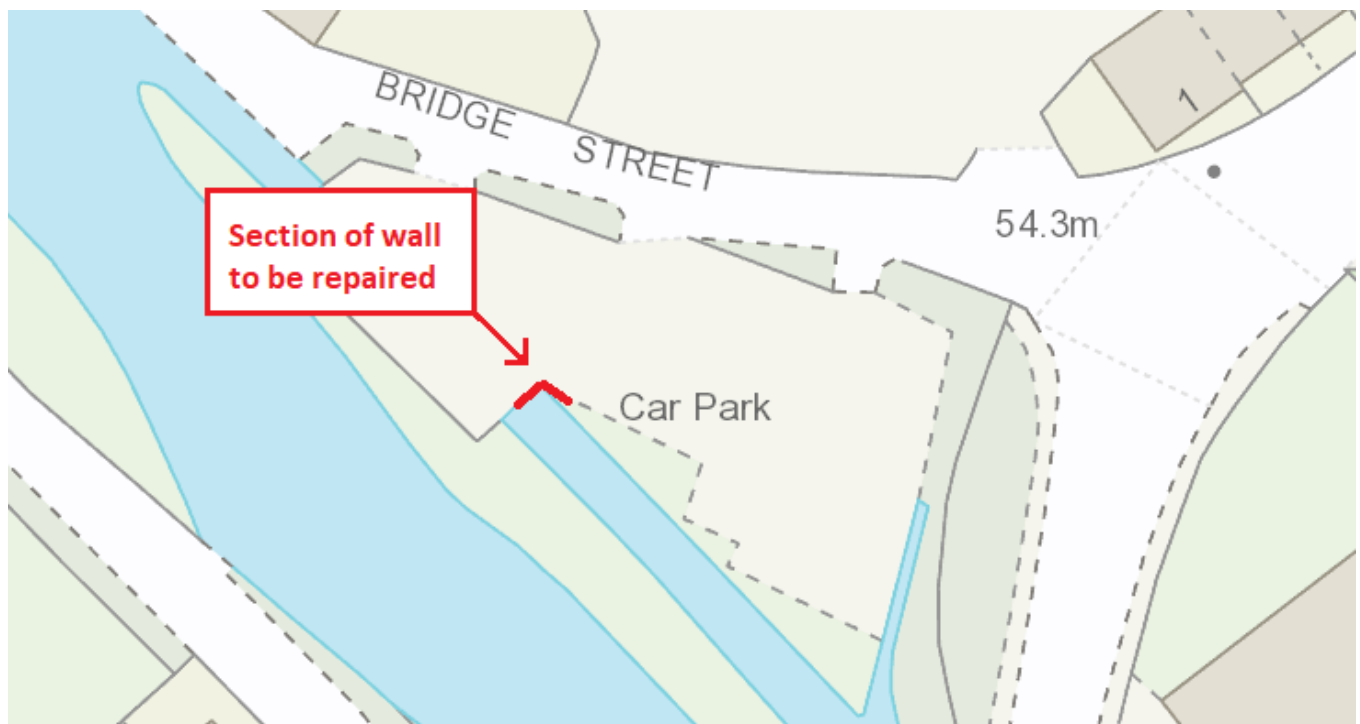 BRIDGE STREET
1
54.3m
Section of wall
to be repaired
Car Park